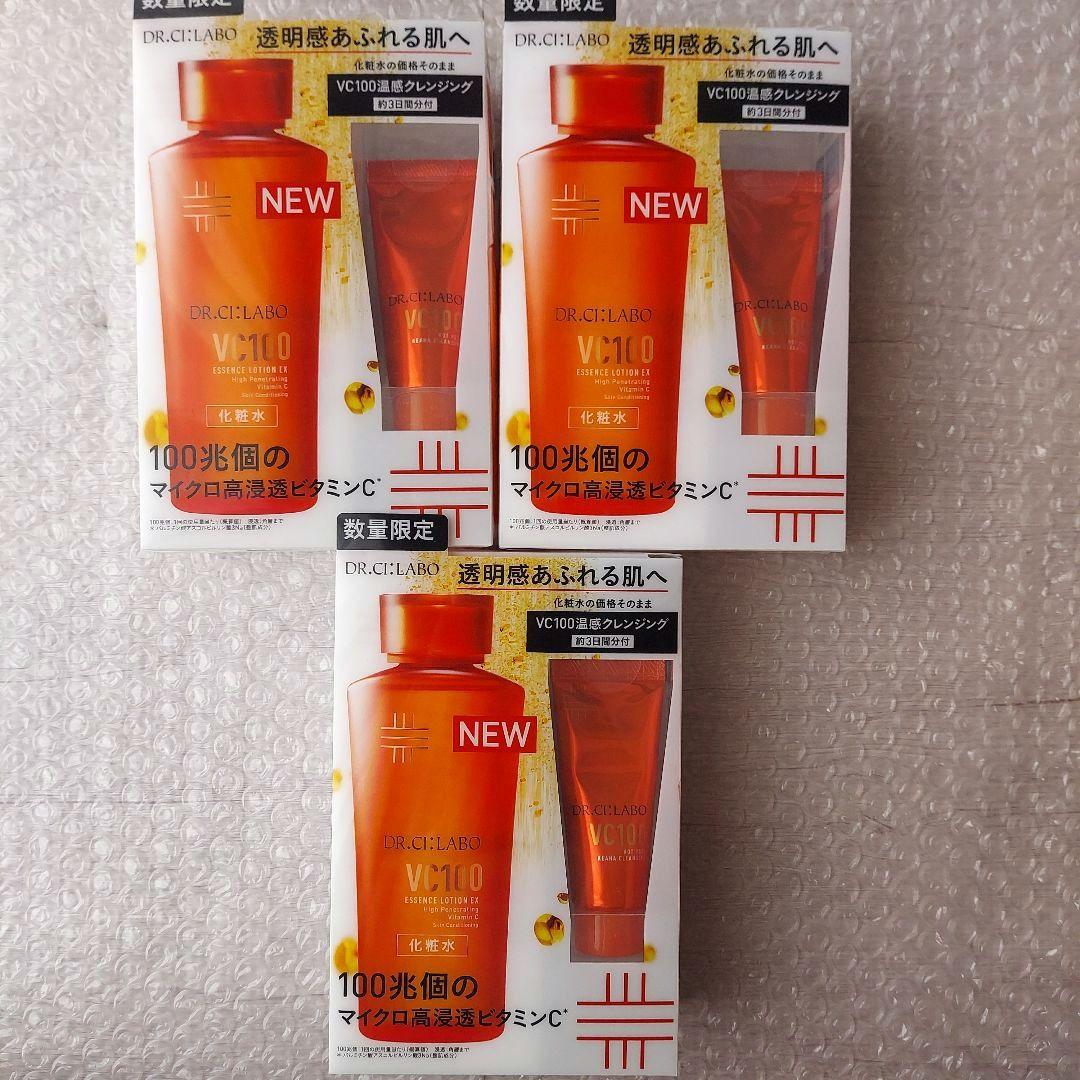 数量限定
DR.CI:LABO
透明感あふれる肌へ
化粧水の価格そのまま
VC100温感クレンジング
約3日間分付
NEW
DR.CI:LABO
VC100
ESSENCE LOTION EX
High Penetrating
Vitamin C
Skin Conditioning
化粧水
DR.CI:LABO
VC100
100兆個の
マイクロ高浸透ビタミンC*
数量限定
DR.CI:LABO
透明感あふれる肌へ
化粧水の価格そのまま
VC100温感クレンジング
約3日間分付
NEW
DR.CI:LABO
VC100
ESSENCE LOTION EX
High Penetrating
Vitamin C
Skin Conditioning
化粧水
DR.CI:LABO
VC100
100兆個の
マイクロ高浸透ビタミンC*
数量限定
DR.CI:LABO
透明感あふれる肌へ
化粧水の価格そのまま
VC100温感クレンジング
約3日間分付
NEW
DR.CI:LABO
VC100
ESSENCE LOTION EX
High Penetrating
Vitamin C
Skin Conditioning
化粧水
DR.CI:LABO
VC100
100兆個の
マイクロ高浸透ビタミンC*